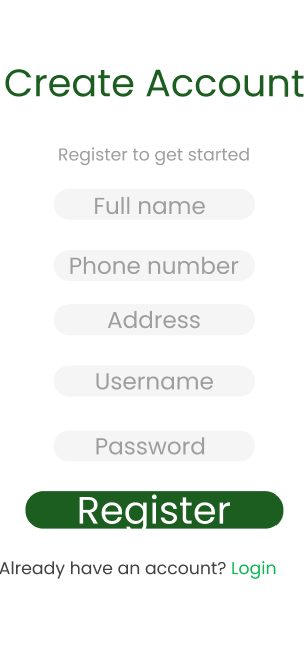 Create Account
Register to get started
Full name
Phone number
Address
Username
Password
Register
Already have an account? Login